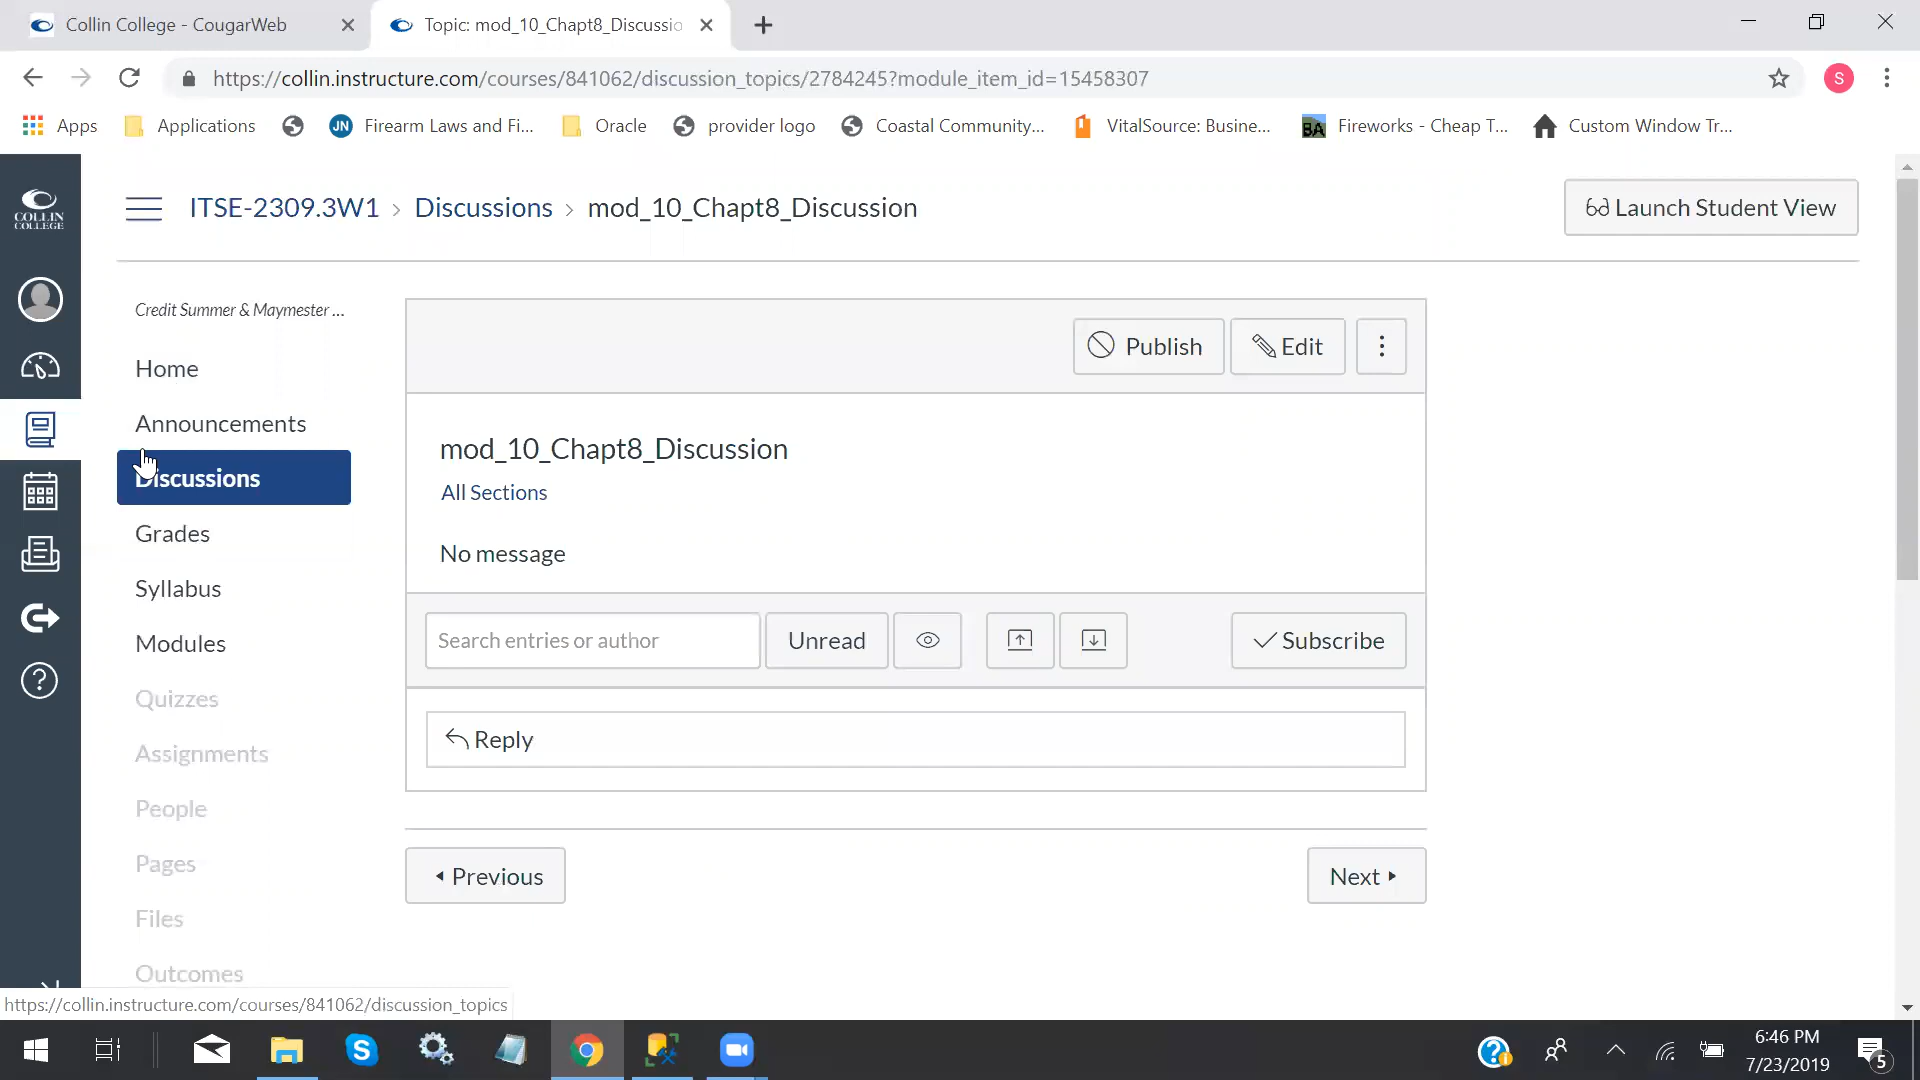 Collin College - CougarWeb
Topic: mod_10_Chapt8_Discussio
https://collin.instructure.com/courses/841062/discussion_topics/2784245?module_item_id=15458307
S
Apps
Applications
JN
Firearm Laws and Fi...
Oracle
provider logo
Coastal Community...
VitalSource: Busine...
BA
Fireworks - Cheap T...
Custom Window Tr...
COLLIN
COLLEGE
ITSE-2309.3W1 › Discussions › mod_10_Chapt8_Discussion
Launch Student View
Credit Summer & Maymester ...
Home
Announcements
Discussions
Grades
Syllabus
Modules
Quizzes
Assignments
People
Pages
Files
Outcomes
Publish
Edit
mod_10_Chapt8_Discussion
All Sections
No message
Search entries or author
Unread
Subscribe
Reply
Previous
Next
https://collin.instructure.com/courses/841062/discussion_topics
6:46 PM
7/23/2019
5